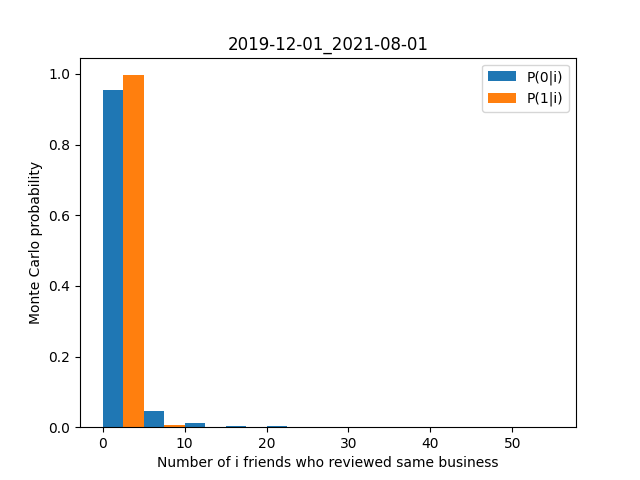 2019-12-01_2021-08-01
P(0|i)
P(1|i)
Monte Carlo probability
1.0
0.8
0.6
0.4
0.2
0.0
0 10 20 30 40 50
Number of i friends who reviewed same business